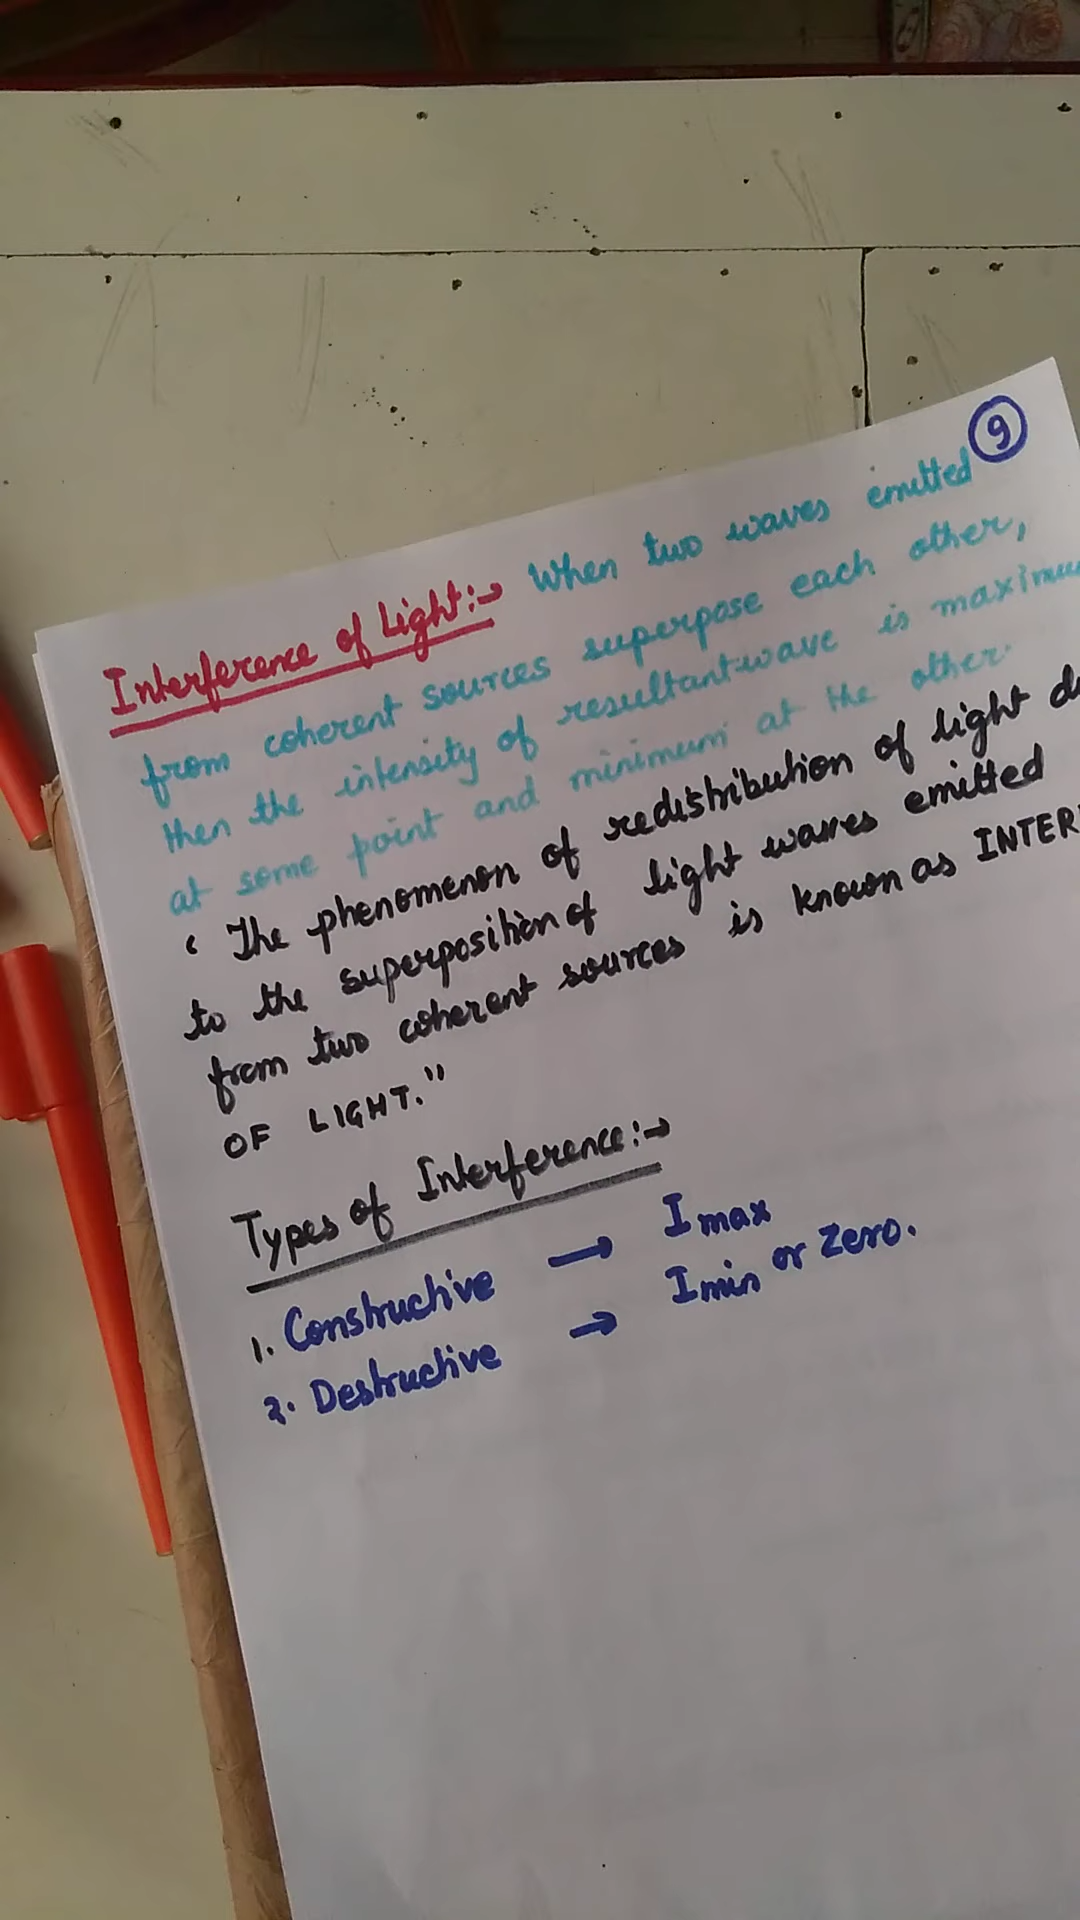 9
Interference of Light:→ When two waves emitted
from coherent sources superpose each other,
then the intensity of resultant wave is
at some point and minimum at the other.
" The phenomenon of redistribution of light
to the superposition of light waves emitted
from two coherent sources is known as
OF LIGHT."
Types of Interference:→
1. Constructive → Imax
2. Destructive → Imin or Zero.